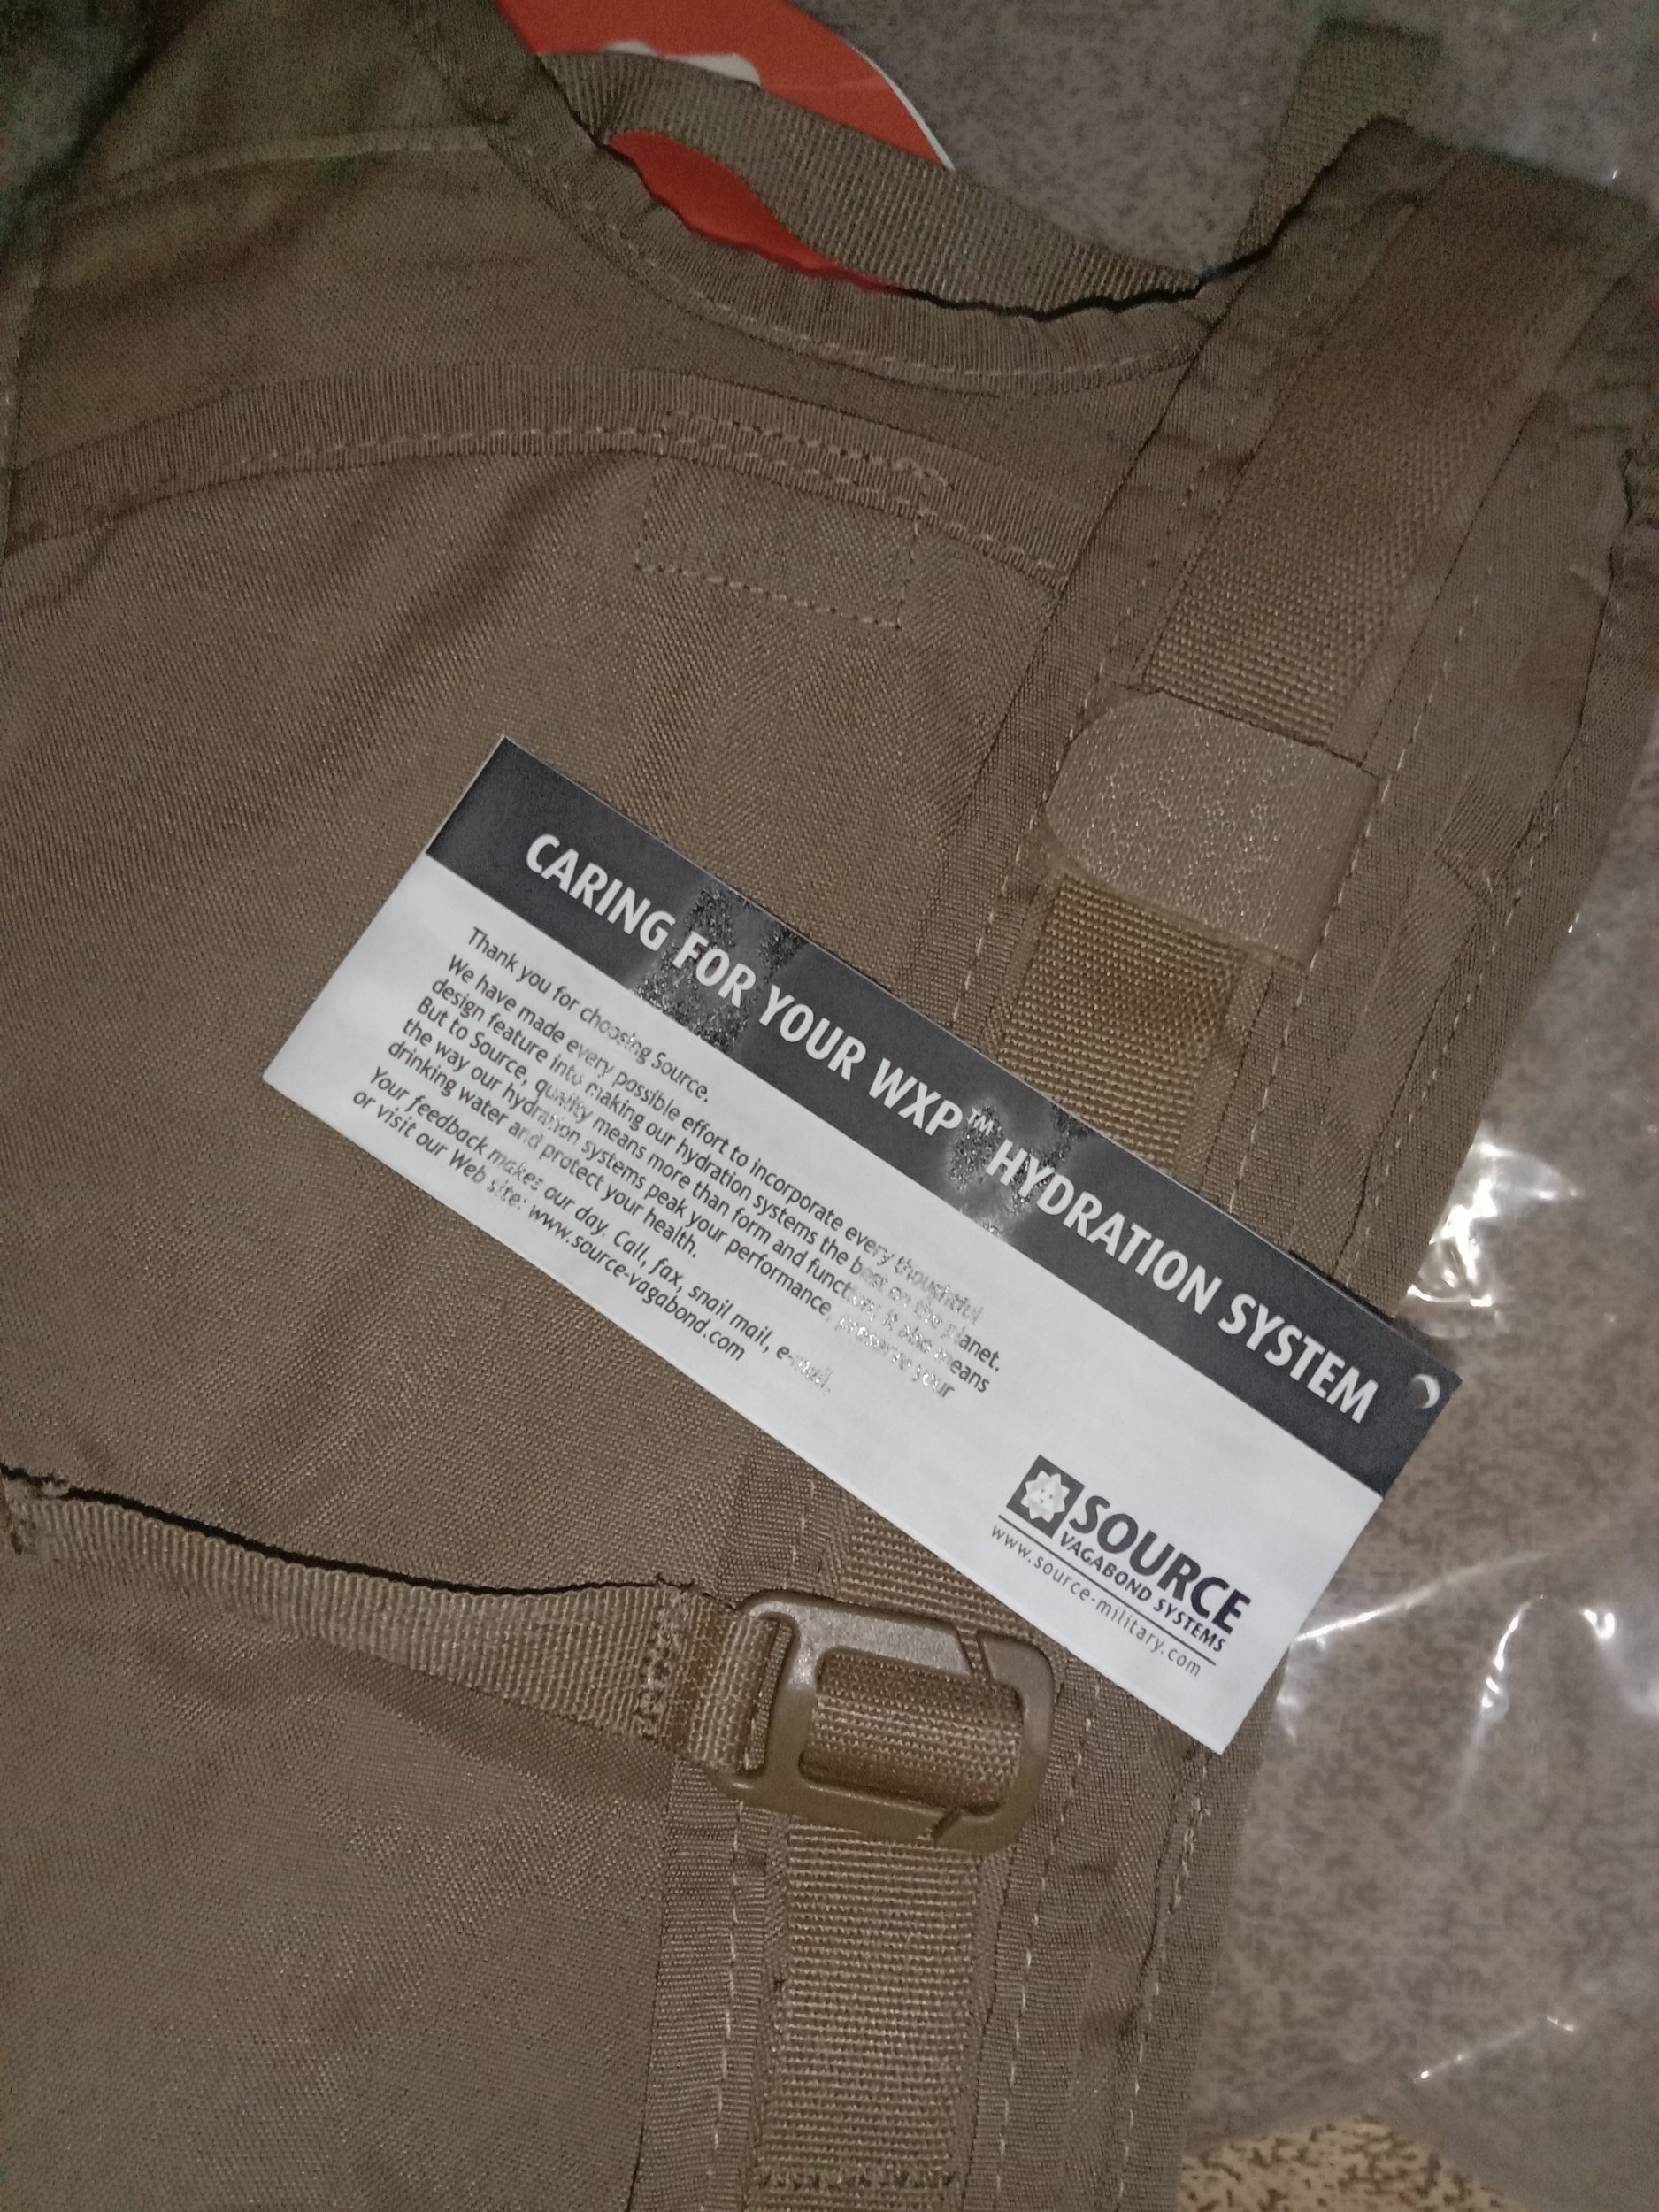 CARING FOR YOUR WXP™ HYDRATION SYSTEM
Thank you for choosing Source.
We have made every possible effort to incorporate every thoughtful
design feature into making our hydration systems the best on the planet.
But to Source, quality means more than form and function; it also means
the way our hydration systems peak your performance, preserve your
drinking water and protect your health.
Your feedback makes our day. Call, fax, snail mail, e-mail,
or visit our Web site: www.source-vagabond.com
SOURCE
VAGABOND SYSTEMS
www.source-military.com